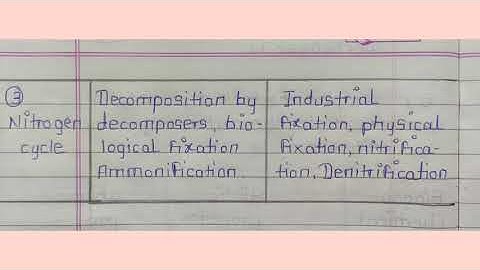 ③ Nitrogen cycle
Decomposition by
decomposers, bio-
logical fixation
Ammonification.
Industrial
fixation, physical
fixation, nitrifica-
tion, Denitrification